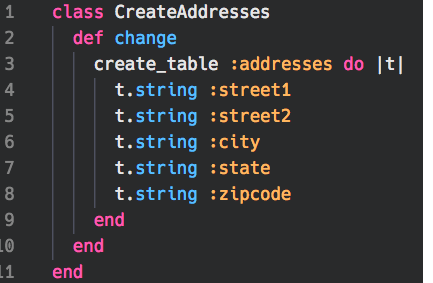 1 class CreateAddresses
2   def change
3     create_table :addresses do |t|
4       t.string :street1
5       t.string :street2
6       t.string :city
7       t.string :state
8       t.string :zipcode
9     end
10   end
11 end